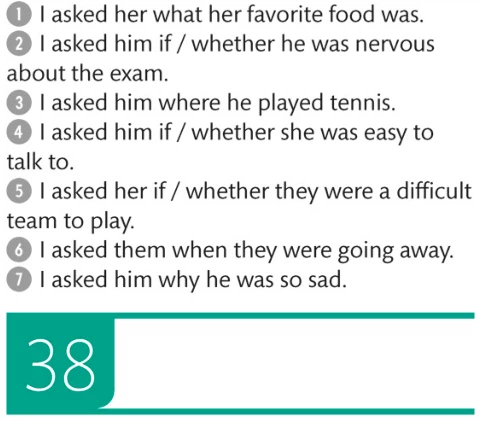 1 I asked her what her favorite food was.
2 I asked him if / whether he was nervous
about the exam.
3 I asked him where he played tennis.
4 I asked him if / whether she was easy to
talk to.
5 I asked her if / whether they were a difficult
team to play.
6 I asked them when they were going away.
7 I asked him why he was so sad.
38